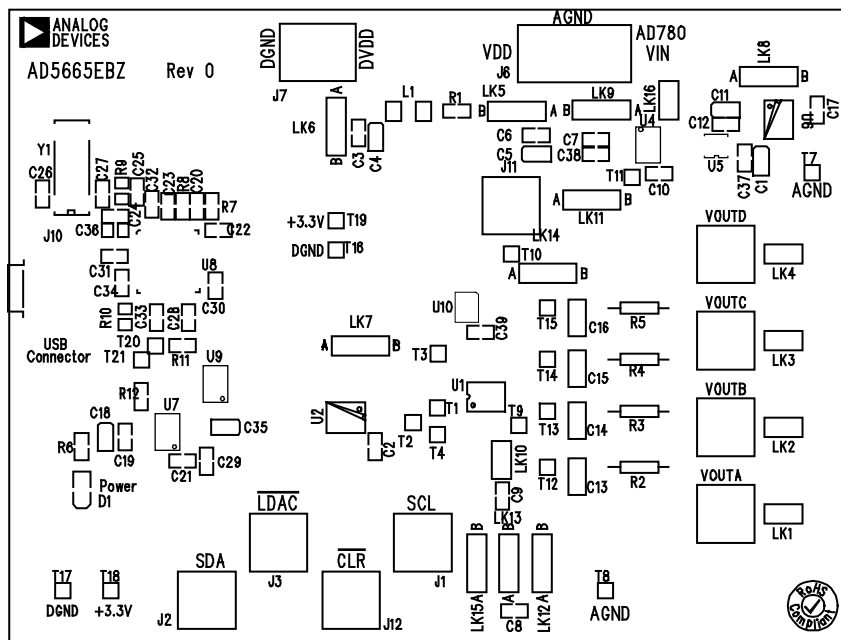 ANALOG
DEVICES
AD5665EBZ Rev 0
DGND
DVDD
J7
AGND
VDD
AD780
VIN
J6
LK8
A
B
LK6
A
B
C3
C4
L1
R1
LK5
B
A
LK9
B
A
LK16
U4
C11
C12
U6
C17
C6
C5
C7
C38
J11
T11
C10
U5
C37
C1
T7
AGND
Y1
C26
C27
R9
C25
C32
C23
R8
C20
R7
C24
C36
J10
C22
+3.3V
T19
DGND
T16
A
B
LK11
LK14
T10
A
B
VOUTD
LK4
C31
C34
U8
C30
U10
C39
T15
C16
R5
VOUTC
LK3
R10
C33
C28
USB
Connector
T20
T21
R11
U9
LK7
A
B
T3
T14
C15
R4
R12
U7
U2
C2
T2
T1
T4
U1
T9
T13
C14
R3
VOUTB
LK2
C18
R6
C19
C35
C21
C29
LK10
C9
LK13
T12
C13
R2
VOUTA
LK1
Power
D1
LDAC
J3
SCL
J1
SDA
J2
CLR
J12
B
B
B
A
A
A
LK15
C8
LK12
T17
DGND
T18
+3.3V
T8
AGND
RoHS
Compliant